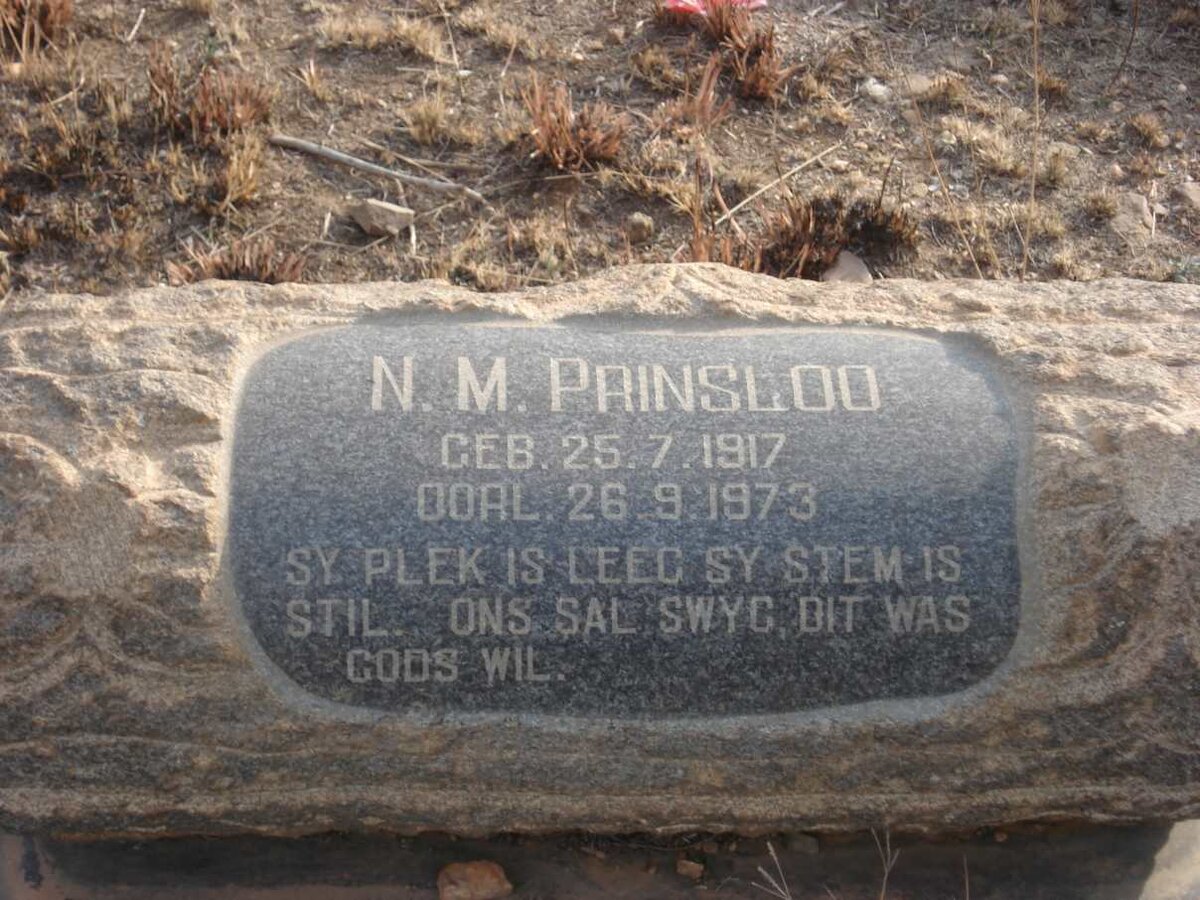 N. M. PRINSLOO
GEB. 25.7.1917
OORL. 26.9.1973
SY PLEK IS LEEG SY STEM IS
STIL. ONS SAL SWYG, DIT WAS
GODS WIL.